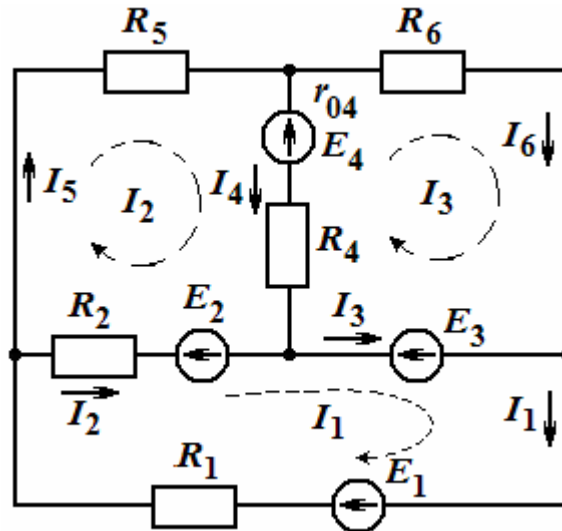 R5 R6
r04
I5 I2 I4 E4 I3 I6
R4
R2 E2 I3 E3
I2 I1 I1
R1 E1